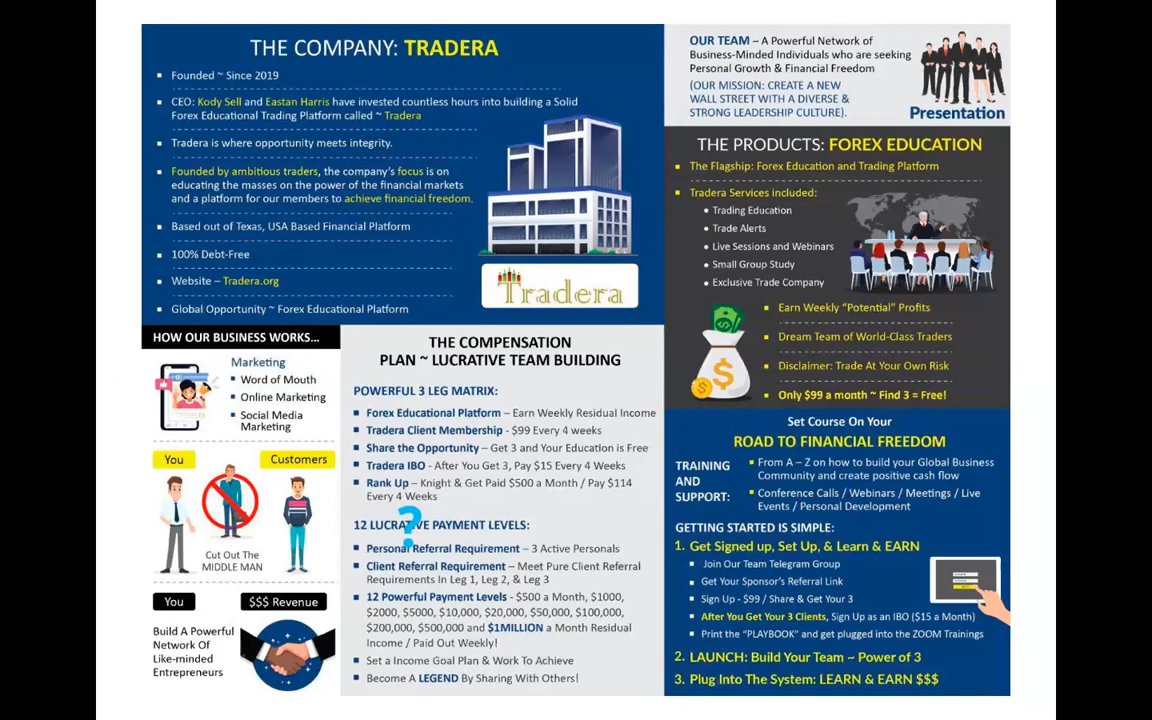 THE COMPANY: TRADERA
Founded ~ Since 2019
CEO: Kody Sell and Eastan Harris have invested countless hours into building a Solid
Forex Educational Trading Platform called ~ Tradera
Tradera is where opportunity meets integrity.
Founded by ambitious traders, the company's focus is on
educating the masses on the power of the financial markets
and a platform for our members to achieve financial freedom.
Based out of Texas, USA Based Financial Platform
100% Debt-Free
Website – Tradera.org
Global Opportunity ~ Forex Educational Platform
Tradera
OUR TEAM – A Powerful Network of
Business-Minded Individuals who are seeking
Personal Growth & Financial Freedom
(OUR MISSION: CREATE A NEW
WALL STREET WITH A DIVERSE &
STRONG LEADERSHIP CULTURE).
Presentation
THE PRODUCTS: FOREX EDUCATION
The Flagship: Forex Education and Trading Platform
Tradera Services included:
Trading Education
Trade Alerts
Live Sessions and Webinars
Small Group Study
Exclusive Trade Company
Earn Weekly "Potential" Profits
Dream Team of World-Class Traders
Disclaimer: Trade At Your Own Risk
Only $99 a month ~ Find 3 = Free!
HOW OUR BUSINESS WORKS...
Marketing
Word of Mouth
Online Marketing
Social Media
Marketing
You
Customers
Cut Out The
MIDDLE MAN
You
$$$ Revenue
Build A Powerful
Network Of
Like-minded
Entrepreneurs
THE COMPENSATION
PLAN ~ LUCRATIVE TEAM BUILDING
POWERFUL 3 LEG MATRIX:
Forex Educational Platform – Earn Weekly Residual Income
Tradera Client Membership - $99 Every 4 weeks
Share the Opportunity – Get 3 and Your Education is Free
Tradera IBO - After You Get 3, Pay $15 Every 4 Weeks
Rank Up – Knight & Get Paid $500 a Month / Pay $114
Every 4 Weeks
?
12 LUCRATIVE PAYMENT LEVELS:
Personal Referral Requirement – 3 Active Personals
Client Referral Requirement – Meet Pure Client Referral
Requirements In Leg 1, Leg 2, & Leg 3
12 Powerful Payment Levels - $500 a Month, $1000,
$2000, $5000, $10,000, $20,000, $50,000, $100,000,
$200,000, $500,000 and $1MILLION a Month Residual
Income / Paid Out Weekly!
Set a Income Goal Plan & Work To Achieve
Become A LEGEND By Sharing With Others!
Set Course On Your
ROAD TO FINANCIAL FREEDOM
TRAINING
AND
SUPPORT:
From A – Z on how to build your Global Business
Community and create positive cash flow
Conference Calls / Webinars / Meetings / Live
Events / Personal Development
GETTING STARTED IS SIMPLE:
1. Get Signed up, Set Up, & Learn & EARN
Join Our Team Telegram Group
Get Your Sponsor's Referral Link
Sign Up - $99 / Share & Get Your 3
After You Get Your 3 Clients, Sign Up as an IBO ($15 a Month)
Print the "PLAYBOOK" and get plugged into the ZOOM Trainings
2. LAUNCH: Build Your Team ~ Power of 3
3. Plug Into The System: LEARN & EARN $$$